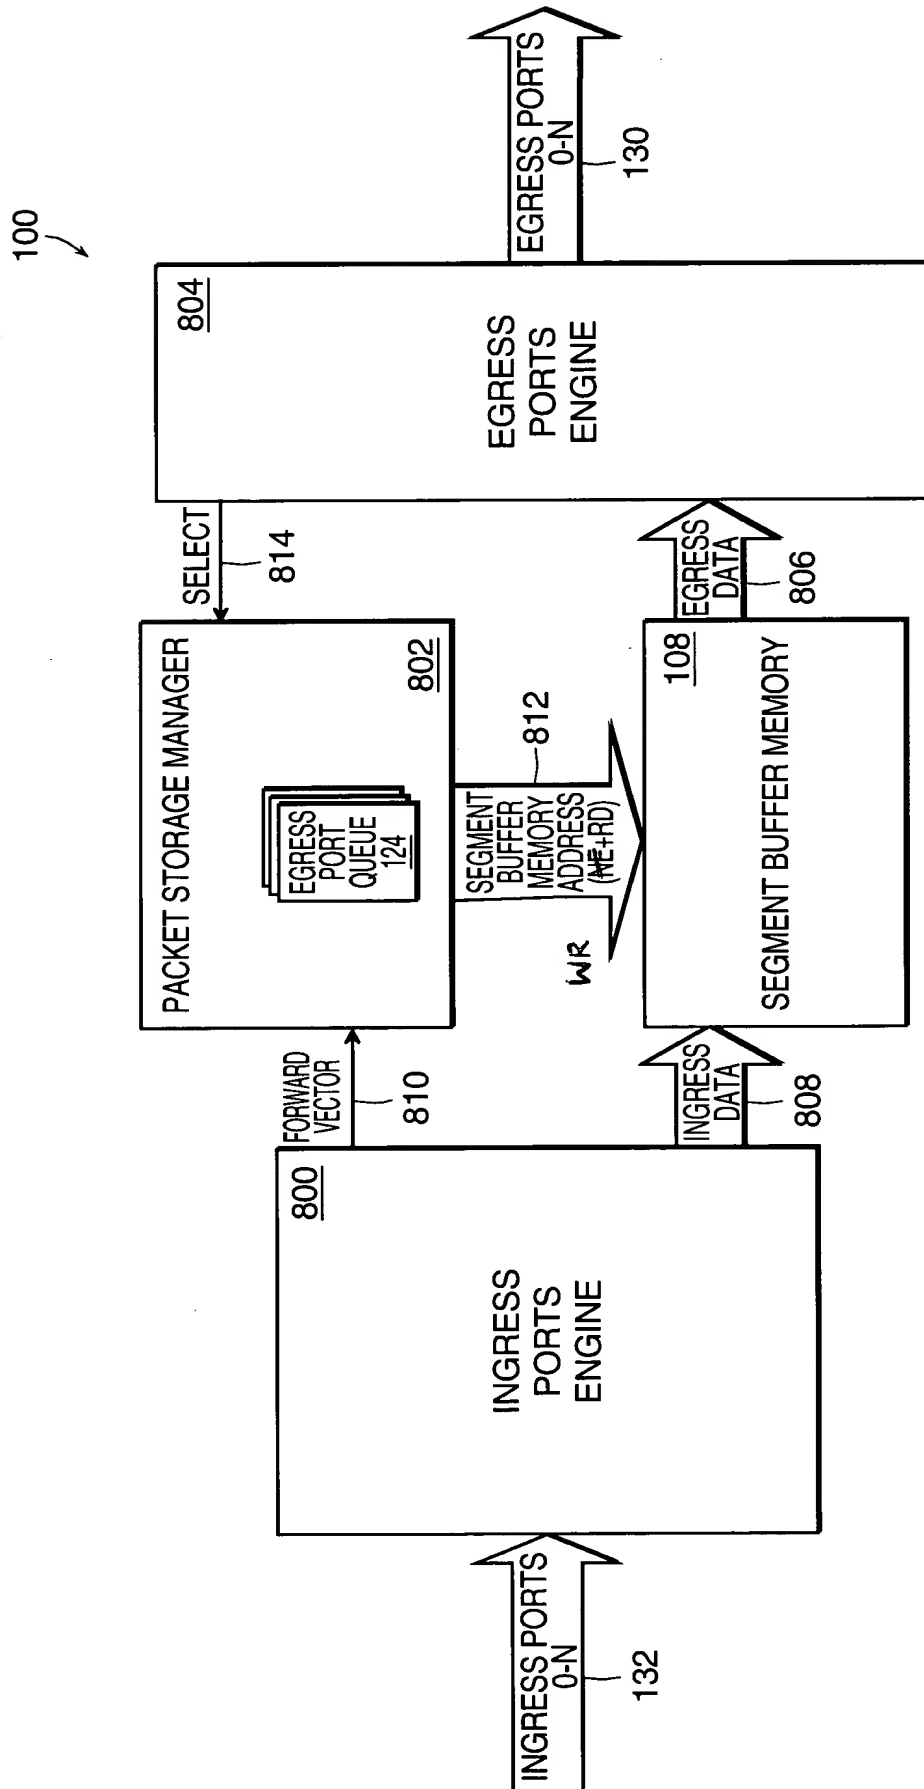 100
INGRESS PORTS
0-N
132
800
INGRESS
PORTS
ENGINE
FORWARD
VECTOR
810
INGRESS
DATA
808
PACKET STORAGE MANAGER
802
EGRESS
PORT
QUEUE
124
SEGMENT
BUFFER
MEMORY
ADDRESS
(+RD)
WR
812
108
SEGMENT BUFFER MEMORY
SELECT
814
EGRESS
DATA
806
804
EGRESS
PORTS
ENGINE
EGRESS PORTS
0-N
130